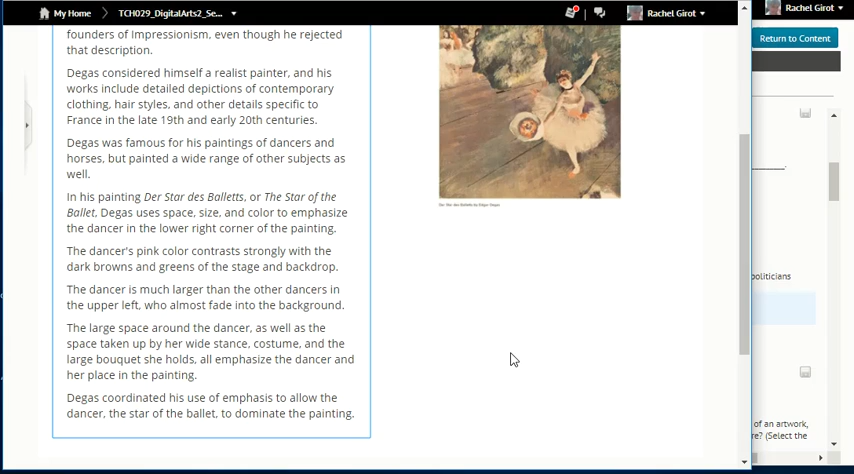 My Home
TCH029_DigitalArts2_Se...
Rachel Girot
Rachel Girot
Return to Content
founders of Impressionism, even though he rejected
that description.
Degas considered himself a realist painter, and his
works include detailed depictions of contemporary
clothing, hair styles, and other details specific to
France in the late 19th and early 20th centuries.
Degas was famous for his paintings of dancers and
horses, but painted a wide range of other subjects as
well.
In his painting Der Star des Balletts, or The Star of the
Ballet, Degas uses space, size, and color to emphasize
the dancer in the lower right corner of the painting.
The dancer's pink color contrasts strongly with the
dark browns and greens of the stage and backdrop.
The dancer is much larger than the other dancers in
the upper left, who almost fade into the background.
The large space around the dancer, as well as the
space taken up by her wide stance, costume, and the
large bouquet she holds, all emphasize the dancer and
her place in the painting.
Degas coordinated his use of emphasis to allow the
dancer, the star of the ballet, to dominate the painting.
Der Star des Balletts by Edgar Degas
politicians
of an artwork,
re? (Select the